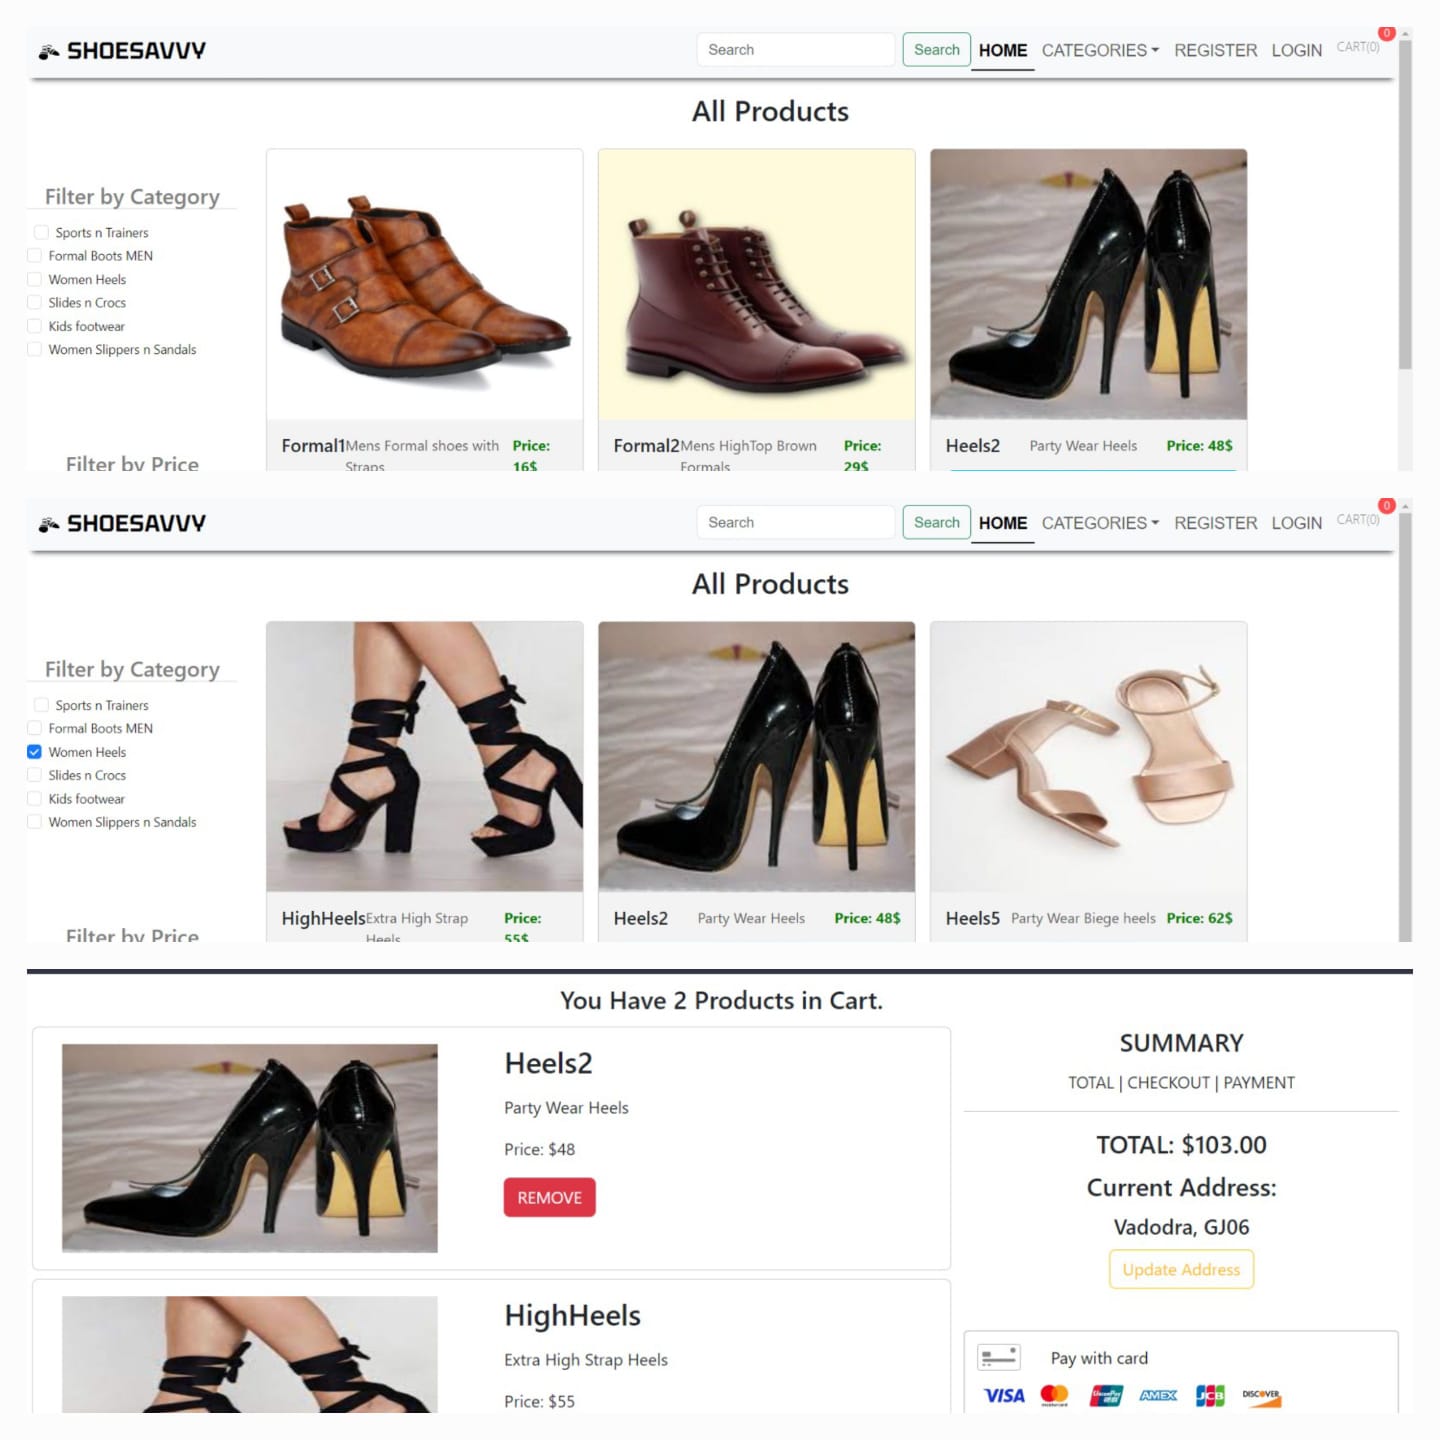 SHOESAVVY
Search Search HOME CATEGORIES REGISTER LOGIN CART(0) 0
All Products
Filter by Category
Sports n Trainers
Formal Boots MEN
Women Heels
Slides n Crocs
Kids footwear
Women Slippers n Sandals
Filter by Price
Formal1 Mens Formal shoes with Price:
Straps 16$
Formal2 Mens HighTop Brown Price:
Formals 29$
Heels2 Party Wear Heels Price: 48$
SHOESAVVY
Search Search HOME CATEGORIES REGISTER LOGIN CART(0) 0
All Products
Filter by Category
Sports n Trainers
Formal Boots MEN
Women Heels
Slides n Crocs
Kids footwear
Women Slippers n Sandals
Filter by Price
HighHeels Extra High Strap Price:
Heels 55$
Heels2 Party Wear Heels Price: 48$
Heels5 Party Wear Biege heels Price: 62$
You Have 2 Products in Cart.
Heels2
Party Wear Heels
Price: $48
REMOVE
HighHeels
Extra High Strap Heels
Price: $55
SUMMARY
TOTAL | CHECKOUT | PAYMENT
TOTAL: $103.00
Current Address:
Vadodra, GJ06
Update Address
Pay with card
VISA mastercard UnionPay AMEX JCB DISCOVER